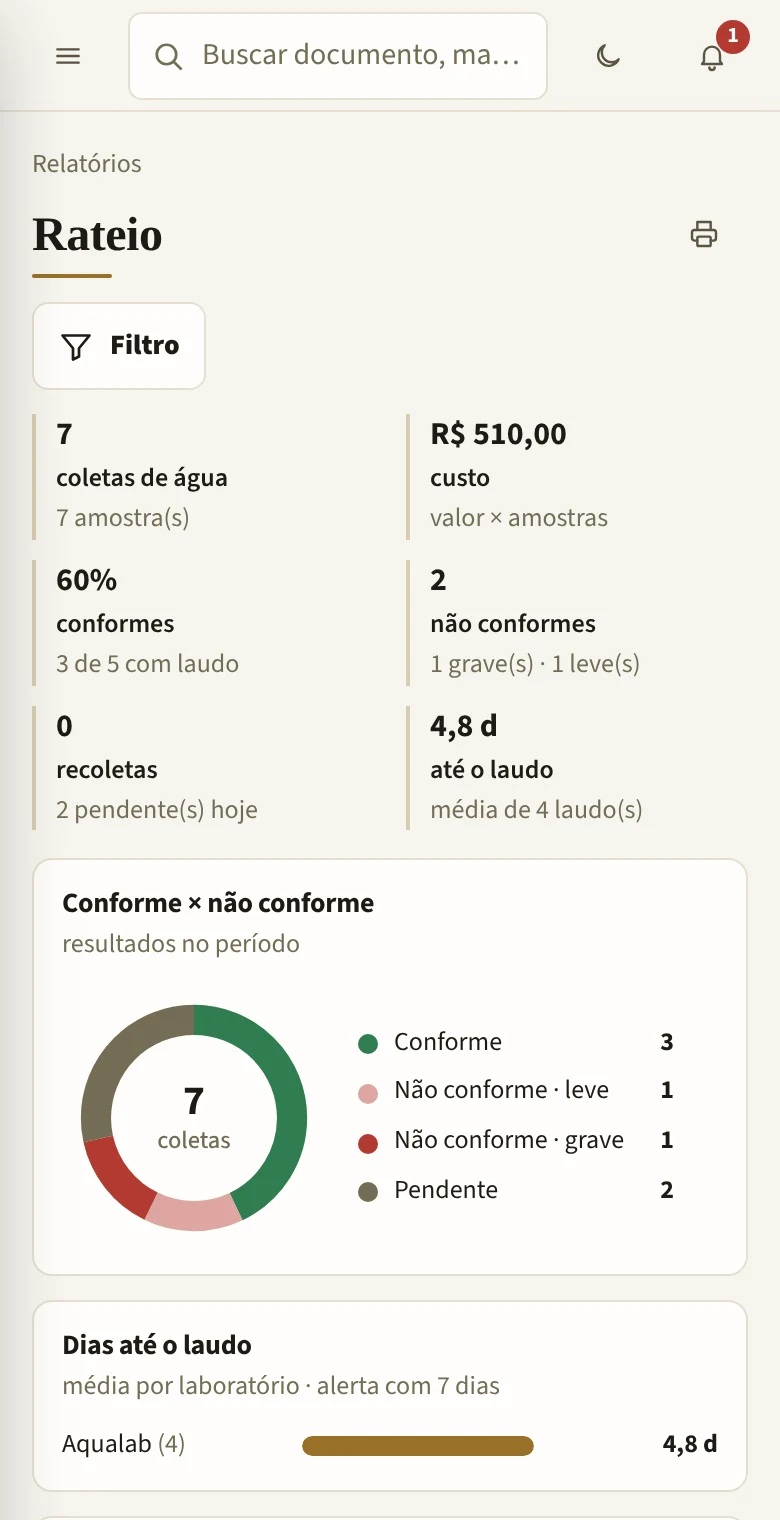 Buscar documento, ma...
1
Relatórios
Rateio
Filtro
7
coletas de água
7 amostra(s)
R$ 510,00
custo
valor × amostras
60%
conformes
3 de 5 com laudo
2
não conformes
1 grave(s) · 1 leve(s)
0
recoletas
2 pendente(s) hoje
4,8 d
até o laudo
média de 4 laudo(s)
Conforme × não conforme
resultados no período
7
coletas
Conforme 3
Não conforme · leve 1
Não conforme · grave 1
Pendente 2
Dias até o laudo
média por laboratório · alerta com 7 dias
Aqualab (4) 4,8 d